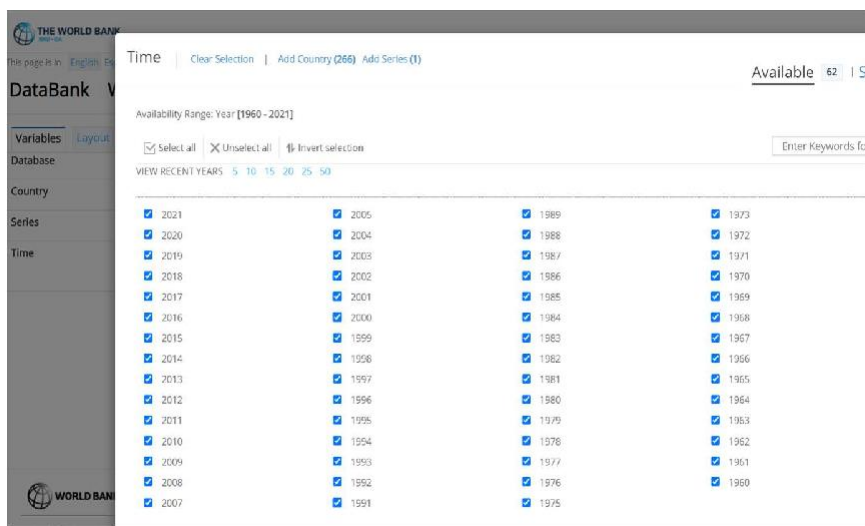 THE WORLD BANK
This page is in English Es
DataBank W
Variables Layout
Database
Country
Series
Time
WORLD BANK
Time Clear Selection | Add Country (266) Add Series (1)
Available 62 | S
Availability Range: Year [1960 - 2021]
Select all Unselect all Invert selection
Enter Keywords fo
VIEW RECENT YEARS 5 10 15 20 25 50
2021 2005 1989 1973
2020 2004 1988 1972
2019 2003 1987 1971
2018 2002 1986 1970
2017 2001 1985 1969
2016 2000 1984 1968
2015 1999 1983 1967
2014 1998 1982 1966
2013 1997 1981 1965
2012 1996 1980 1964
2011 1995 1979 1963
2010 1994 1978 1962
2009 1993 1977 1961
2008 1992 1976 1960
2007 1991 1975